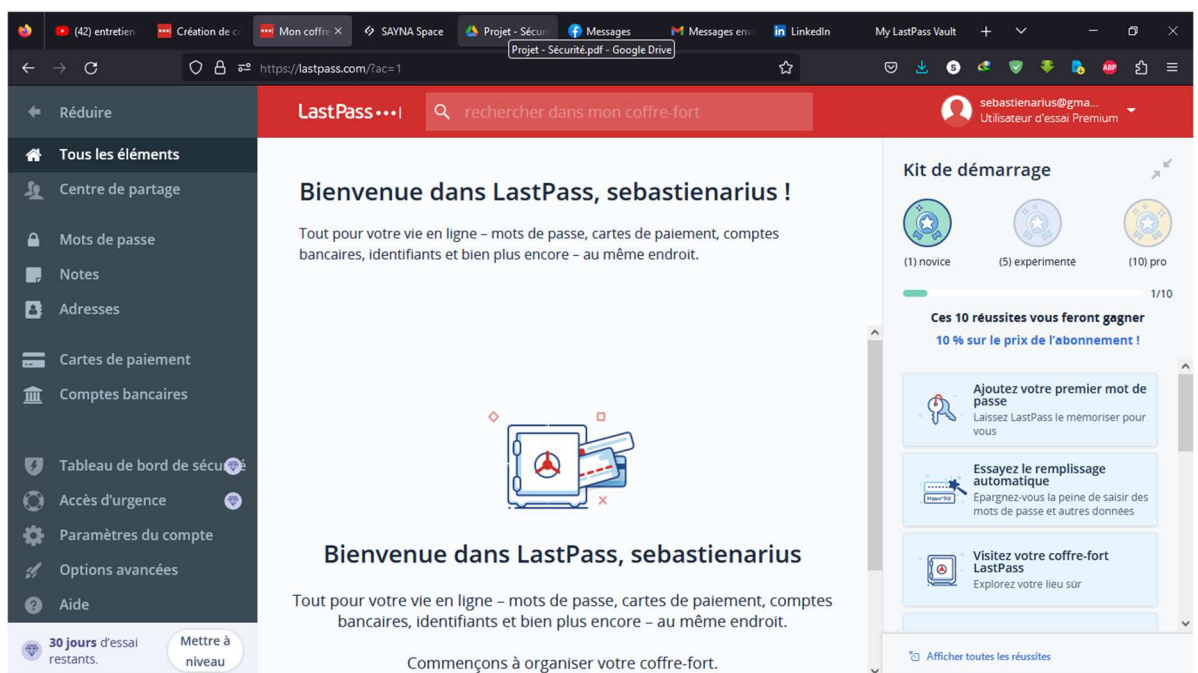 (42) entretien
Création de c
Mon coffre
SAYNA Space
Projet - Sécuri
Messages
Messages env
LinkedIn
My LastPass Vault
Projet - Sécurité.pdf - Google Drive
https://lastpass.com/?ac=1
Réduire
LastPass
rechercher dans mon coffre-fort
sebastienarius@gma...
Utilisateur d'essai Premium
Tous les éléments
Centre de partage
Mots de passe
Notes
Adresses
Cartes de paiement
Comptes bancaires
Tableau de bord de sécurité
Accès d'urgence
Paramètres du compte
Options avancées
Aide
30 jours d'essai
restants.
Mettre à
niveau
Bienvenue dans LastPass, sebastienarius !
Tout pour votre vie en ligne – mots de passe, cartes de paiement, comptes
bancaires, identifiants et bien plus encore – au même endroit.
Bienvenue dans LastPass, sebastienarius
Tout pour votre vie en ligne – mots de passe, cartes de paiement, comptes
bancaires, identifiants et bien plus encore – au même endroit.
Commençons à organiser votre coffre-fort.
Kit de démarrage
(1) novice
(5) expérimenté
(10) pro
1/10
Ces 10 réussites vous feront gagner
10 % sur le prix de l'abonnement !
Ajoutez votre premier mot de
passe
Laissez LastPass le mémoriser pour
vous
Essayez le remplissage
automatique
Épargnez-vous la peine de saisir des
mots de passe et autres données
Visitez votre coffre-fort
LastPass
Explorez votre lieu sûr
Afficher toutes les réussites